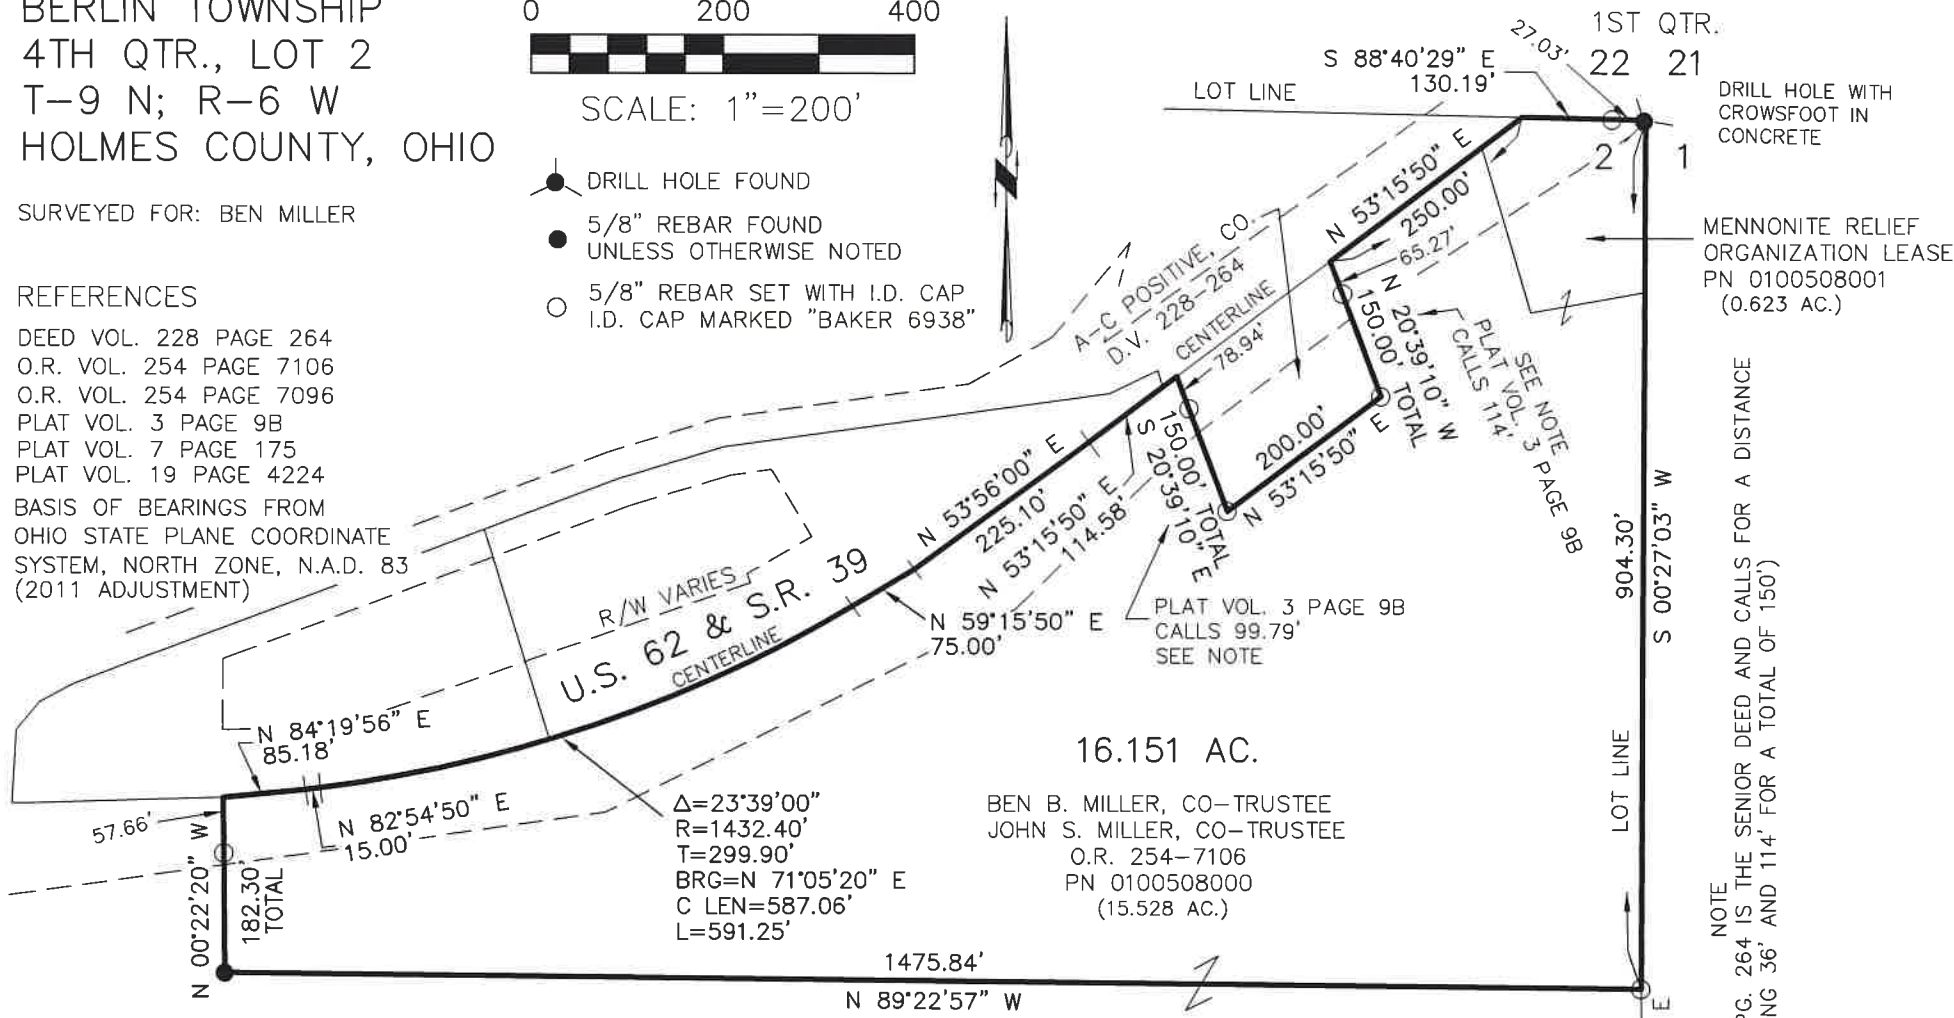 BERLIN TOWNSHIP
4TH QTR., LOT 2
T-9 N; R-6 W
HOLMES COUNTY, OHIO
SURVEYED FOR: BEN MILLER
REFERENCES
DEED VOL. 228 PAGE 264
O.R. VOL. 254 PAGE 7106
O.R. VOL. 254 PAGE 7096
PLAT VOL. 3 PAGE 9B
PLAT VOL. 7 PAGE 175
PLAT VOL. 19 PAGE 4224
BASIS OF BEARINGS FROM
OHIO STATE PLANE COORDINATE
SYSTEM, NORTH ZONE, N.A.D. 83
(2011 ADJUSTMENT)
0 200 400
SCALE: 1"=200'
DRILL HOLE FOUND
5/8" REBAR FOUND
UNLESS OTHERWISE NOTED
5/8" REBAR SET WITH I.D. CAP
I.D. CAP MARKED "BAKER 6938"
N
1ST QTR.
22 21
27.03'
S 88°40'29" E
130.19'
LOT LINE
2 1
DRILL HOLE WITH
CROWSFOOT IN
CONCRETE
MENNONITE RELIEF
ORGANIZATION LEASE
PN 0100508001
(0.623 AC.)
N 53°15'50" E
250.00'
65.27'
A-C POSITIVE, CO.
D.V. 228-264
CENTERLINE
78.94'
N 20°39'10" W
150.00' TOTAL
SEE NOTE
PLAT VOL. 3 PAGE 9B
CALLS 114'
200.00'
N 53°15'50" E
150.00' TOTAL
S 20°39'10" E
N 53°15'50" E
114.58'
N 53°56'00" E
225.10'
PLAT VOL. 3 PAGE 9B
CALLS 99.79'
SEE NOTE
N 59°15'50" E
75.00'
R/W VARIES
U.S. 62 & S.R. 39
CENTERLINE
N 84°19'56" E
85.18'
N 82°54'50" E
15.00'
57.66'
N 00°22'20" W
182.30'
TOTAL
Δ=23°39'00"
R=1432.40'
T=299.90'
BRG=N 71°05'20" E
C LEN=587.06'
L=591.25'
16.151 AC.
BEN B. MILLER, CO-TRUSTEE
JOHN S. MILLER, CO-TRUSTEE
O.R. 254-7106
PN 0100508000
(15.528 AC.)
1475.84'
N 89°22'57" W
904.30'
S 00°27'03" W
LOT LINE
NOTE
PG. 264 IS THE SENIOR DEED AND CALLS FOR A DISTANCE
NG 36' AND 114' FOR A TOTAL OF 150')
E